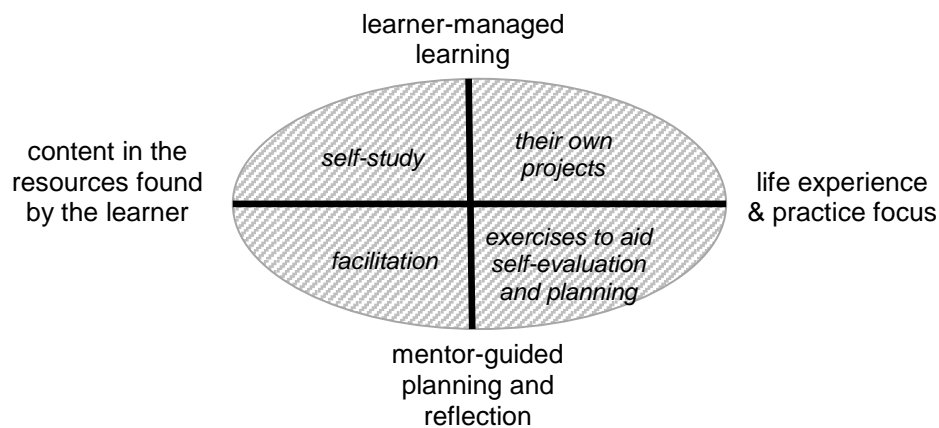 learner-managed
learning
content in the
resources found
by the learner
self-study
their own
projects
life experience
& practice focus
facilitation
exercises to aid
self-evaluation
and planning
mentor-guided
planning and
reflection